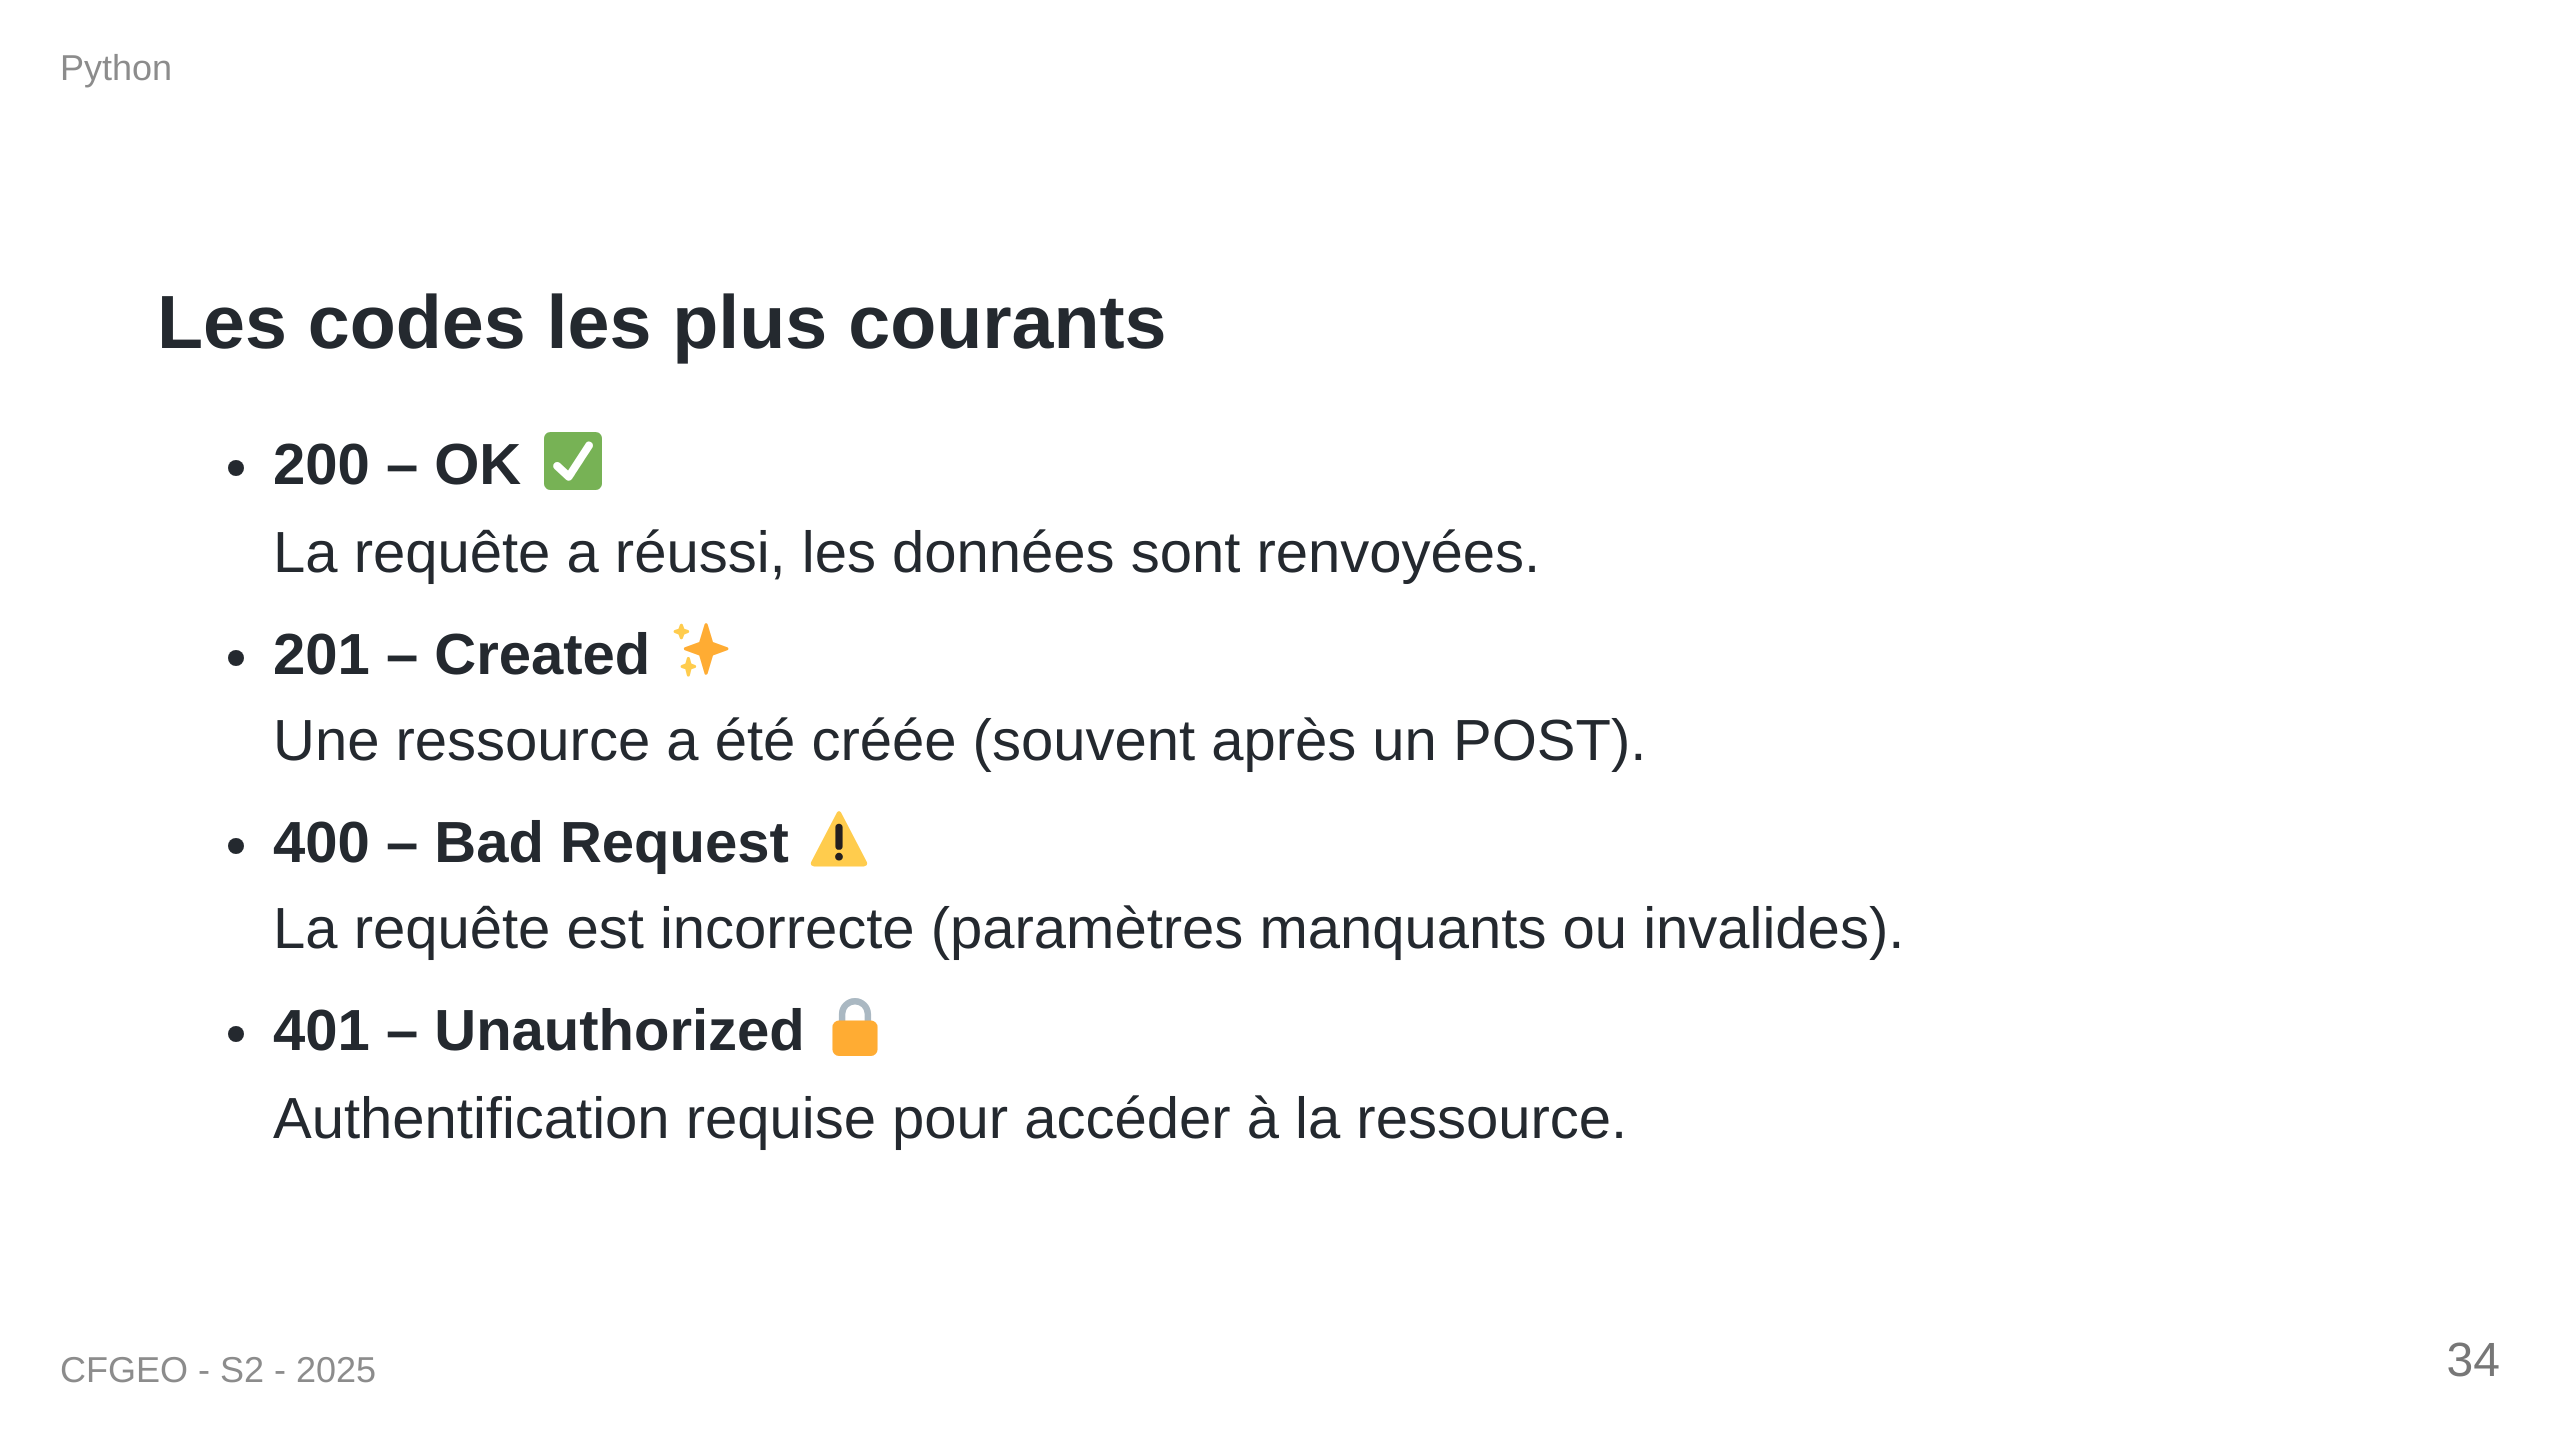 Python
Les codes les plus courants
• 200 – OK ✅
La requête a réussi, les données sont renvoyées.
• 201 – Created ✨
Une ressource a été créée (souvent après un POST).
• 400 – Bad Request ⚠️
La requête est incorrecte (paramètres manquants ou invalides).
• 401 – Unauthorized 🔒
Authentification requise pour accéder à la ressource.
CFGEO - S2 - 2025
34